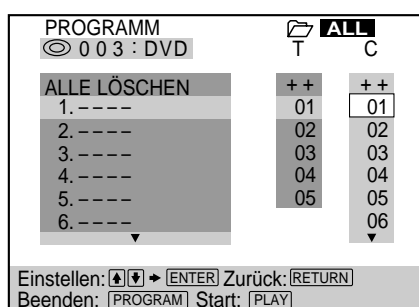 PROGRAMM ALL
003:DVD T C
ALLE LÖSCHEN ++ ++
1. – – – – 01 01
2. – – – – 02 02
3. – – – – 03 03
4. – – – – 04 04
5. – – – – 05 05
6. – – – – 06
Einstellen: ENTER Zurück: RETURN
Beenden: PROGRAM Start: PLAY